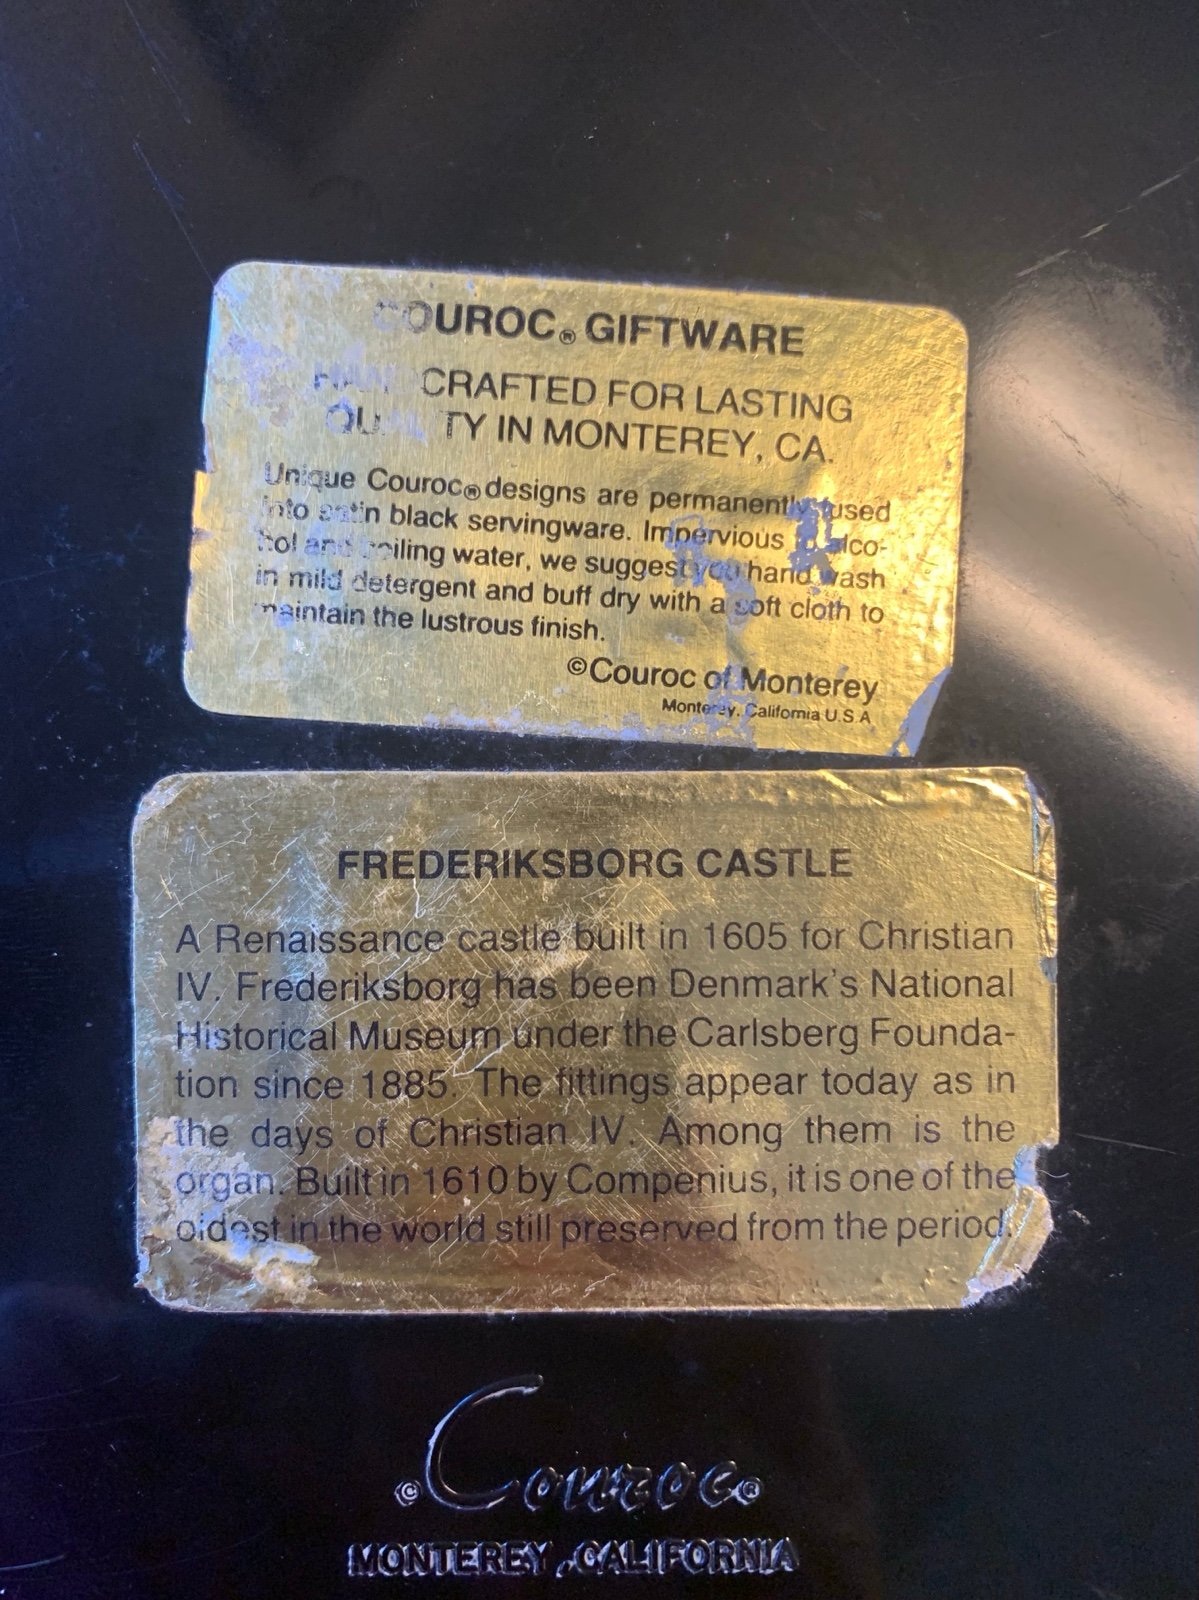 COUROC® GIFTWARE
HANDCRAFTED FOR LASTING
QUALITY IN MONTEREY, CA.
Unique Couroc® designs are permanently fused
into satin black servingware. Impervious to alco-
hol and boiling water, we suggest you hand wash
in mild detergent and buff dry with a soft cloth to
maintain the lustrous finish.
©Couroc of Monterey
Monterey, California U.S.A
FREDERIKSBORG CASTLE
A Renaissance castle built in 1605 for Christian
IV. Frederiksborg has been Denmark's National
Historical Museum under the Carlsberg Founda-
tion since 1885. The fittings appear today as in
the days of Christian IV. Among them is the
organ. Built in 1610 by Compenius, it is one of the
oldest in the world still preserved from the period.
© Couroc ®
MONTEREY, CALIFORNIA